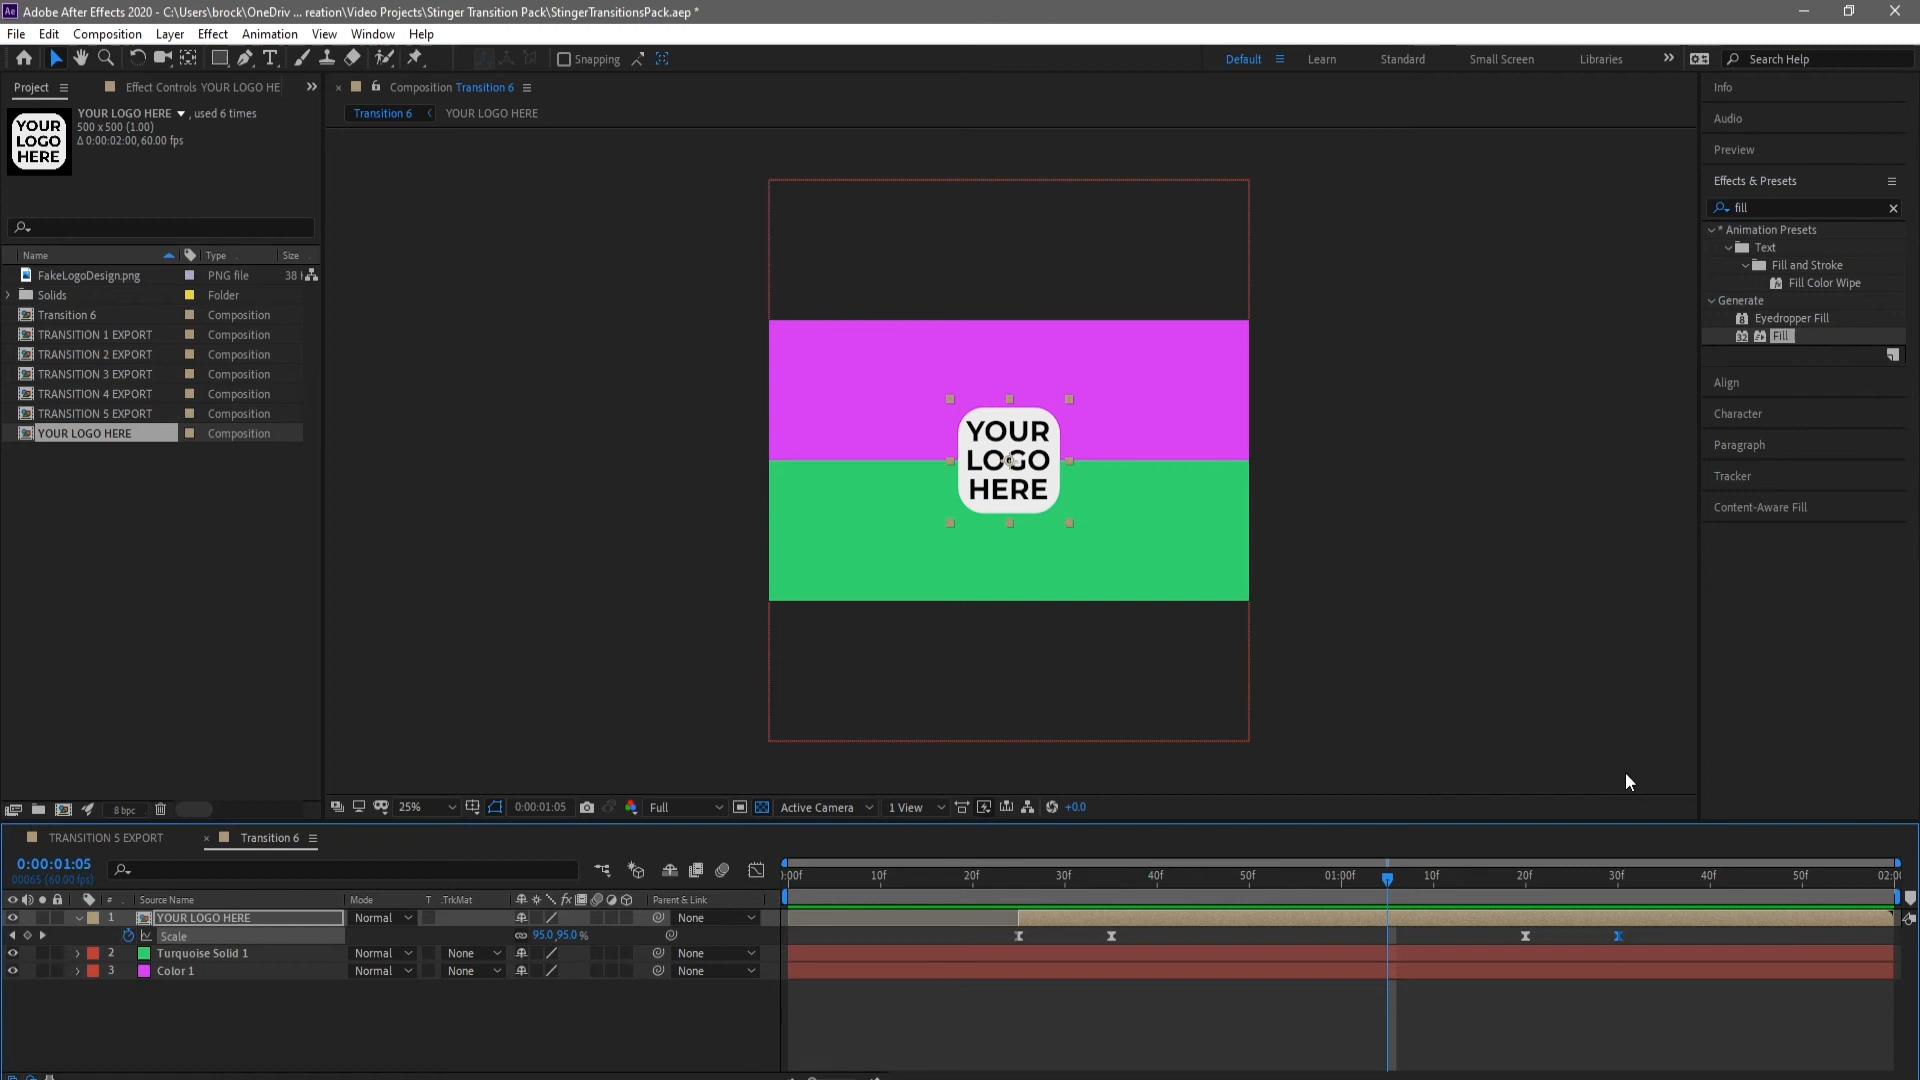 Adobe After Effects 2020 - C:\Users\brock\OneDriv ... reation\Video Projects\Stinger Transition Pack\StingerTransitionsPack.aep *
File Edit Composition Layer Effect Animation View Window Help
Snapping
Default Learn Standard Small Screen Libraries
Search Help
Project
Effect Controls YOUR LOGO HE
YOUR LOGO HERE , used 6 times
500 x 500 (1.00)
Δ 0:00:02:00, 60.00 fps
YOUR
LOGO
HERE
Name Type Size
FakeLogoDesign.png PNG file 38
Solids Folder
Transition 6 Composition
TRANSITION 1 EXPORT Composition
TRANSITION 2 EXPORT Composition
TRANSITION 3 EXPORT Composition
TRANSITION 4 EXPORT Composition
TRANSITION 5 EXPORT Composition
YOUR LOGO HERE Composition
8 bpc
Composition Transition 6
Transition 6 YOUR LOGO HERE
YOUR
LOGO
HERE
25% 0:00:01:05 Full Active Camera 1 View +0.0
Info
Audio
Preview
Effects & Presets
fill
* Animation Presets
Text
Fill and Stroke
Fill Color Wipe
Generate
Eyedropper Fill
32 Fill
Align
Character
Paragraph
Tracker
Content-Aware Fill
TRANSITION 5 EXPORT Transition 6
0:00:01:05
00065 (60.00 fps)
# Source Name Mode T .TrkMat fx Parent & Link
1 YOUR LOGO HERE Normal None
Scale 95.0,95.0 %
2 Turquoise Solid 1 Normal None None
3 Color 1 Normal None None
):00f 10f 20f 30f 40f 50f 01:00f 10f 20f 30f 40f 50f 02:0